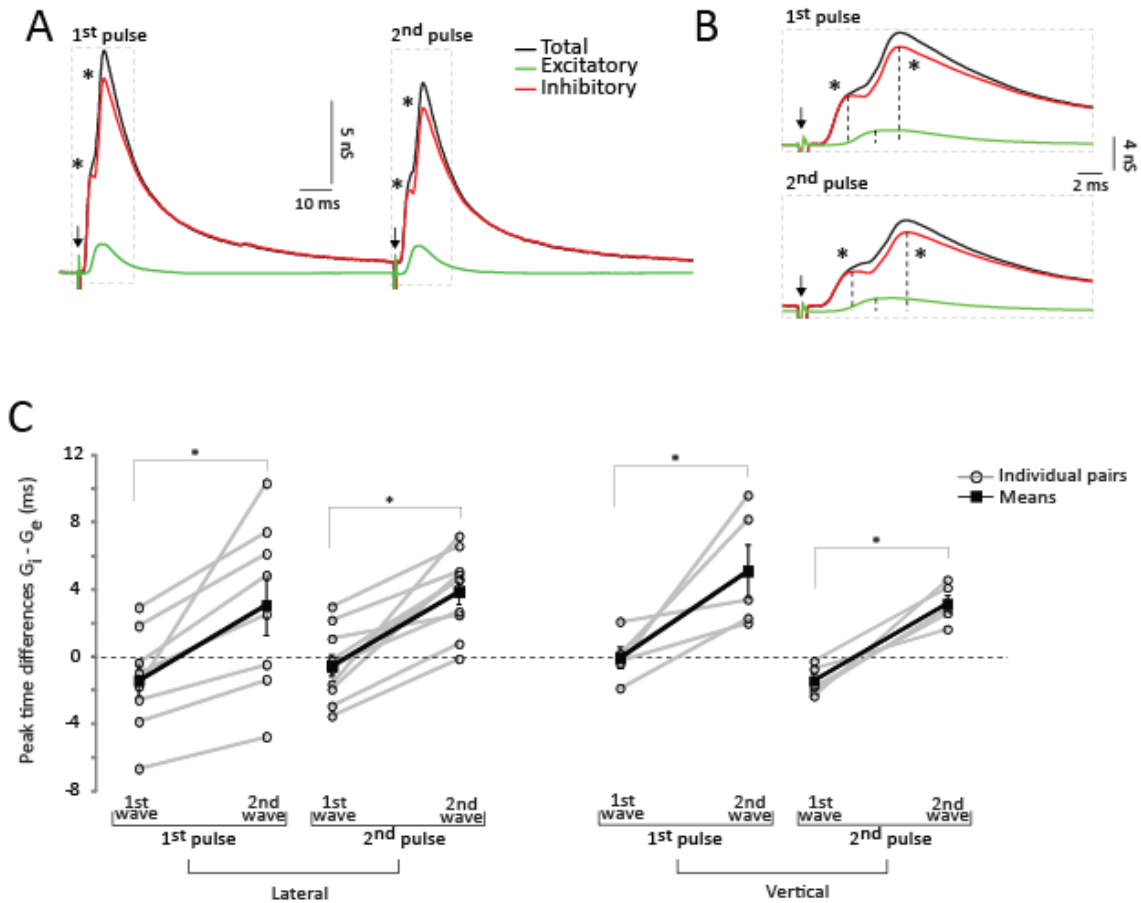 A
1st pulse
2nd pulse
Total
Excitatory
Inhibitory
*
*
*
*
5 nS
10 ms
B
1st pulse
*
*
4 nS
2 ms
2nd pulse
*
*
C
Peak time differences Gi - Ge (ms)
12
8
4
0
-4
-8
*
*
*
*
Individual pairs
Means
1st wave
2nd wave
1st wave
2nd wave
1st wave
2nd wave
1st wave
2nd wave
1st pulse
2nd pulse
1st pulse
2nd pulse
Lateral
Vertical